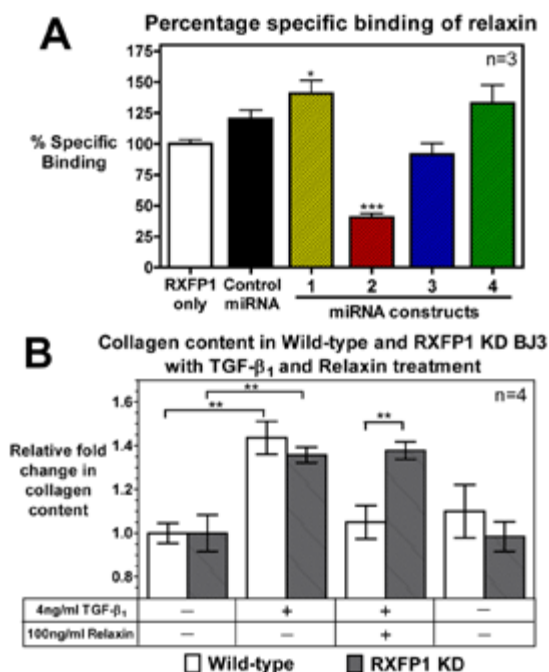 A
Percentage specific binding of relaxin
n=3
175
150
125
100
75
50
25
0
% Specific
Binding
*
***
RXFP1
only
Control
miRNA
1 2 3 4
miRNA constructs
B
Collagen content in Wild-type and RXFP1 KD BJ3
with TGF-β₁ and Relaxin treatment
n=4
** ** **
1.6
1.4
1.2
1.0
0.8
Relative fold
change in
collagen
content
4ng/ml TGF-β₁ − + + −
100ng/ml Relaxin − − + −
Wild-type RXFP1 KD